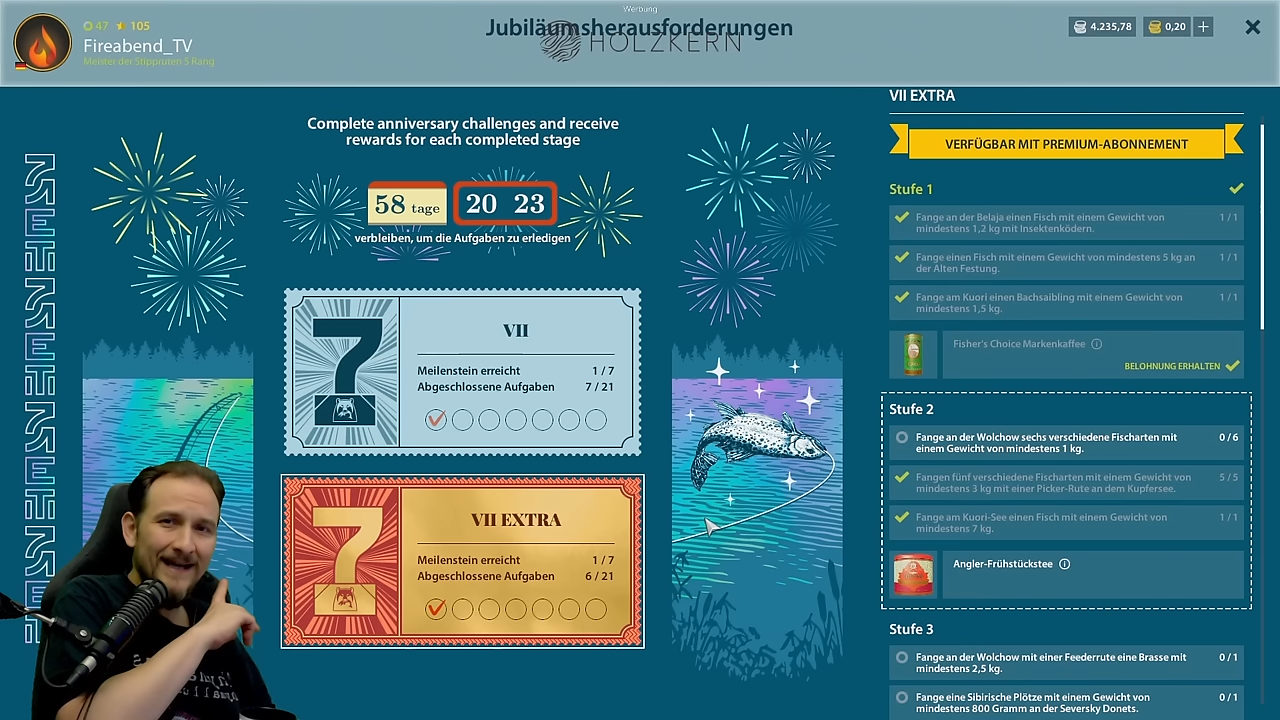 Werbung
Jubiläumsherausforderungen
HOLZKERN
47 105
Fireabend_TV
Meister der Stippruten 5 Rang
4.235,78
0,20
Complete anniversary challenges and receive
rewards for each completed stage
58 tage
20 23
verbleiben, um die Aufgaben zu erledigen
7
VII
Meilenstein erreicht 1 / 7
Abgeschlossene Aufgaben 7 / 21
7
VII EXTRA
Meilenstein erreicht 1 / 7
Abgeschlossene Aufgaben 6 / 21
VII EXTRA
VERFÜGBAR MIT PREMIUM-ABONNEMENT
Stufe 1
Fange an der Belaja einen Fisch mit einem Gewicht von 1 / 1
mindestens 1,2 kg mit Insektenködern.
Fange einen Fisch mit einem Gewicht von mindestens 5 kg an 1 / 1
der Alten Festung.
Fange am Kuori einen Bachsaibling mit einem Gewicht von 1 / 1
mindestens 1,5 kg.
Fisher's Choice Markenkaffee
BELOHNUNG ERHALTEN
Stufe 2
Fange an der Wolchow sechs verschiedene Fischarten mit 0 / 6
einem Gewicht von mindestens 1 kg.
Fangen fünf verschiedene Fischarten mit einem Gewicht von 5 / 5
mindestens 3 kg mit einer Picker-Rute an dem Kupfersee.
Fange am Kuori-See einen Fisch mit einem Gewicht von 1 / 1
mindestens 7 kg.
Angler-Frühstückstee
Stufe 3
Fange an der Wolchow mit einer Feederrute eine Brasse mit 0 / 1
mindestens 2,5 kg.
Fange eine Sibirische Plötze mit einem Gewicht von 0 / 1
mindestens 800 Gramm an der Seversky Donets.